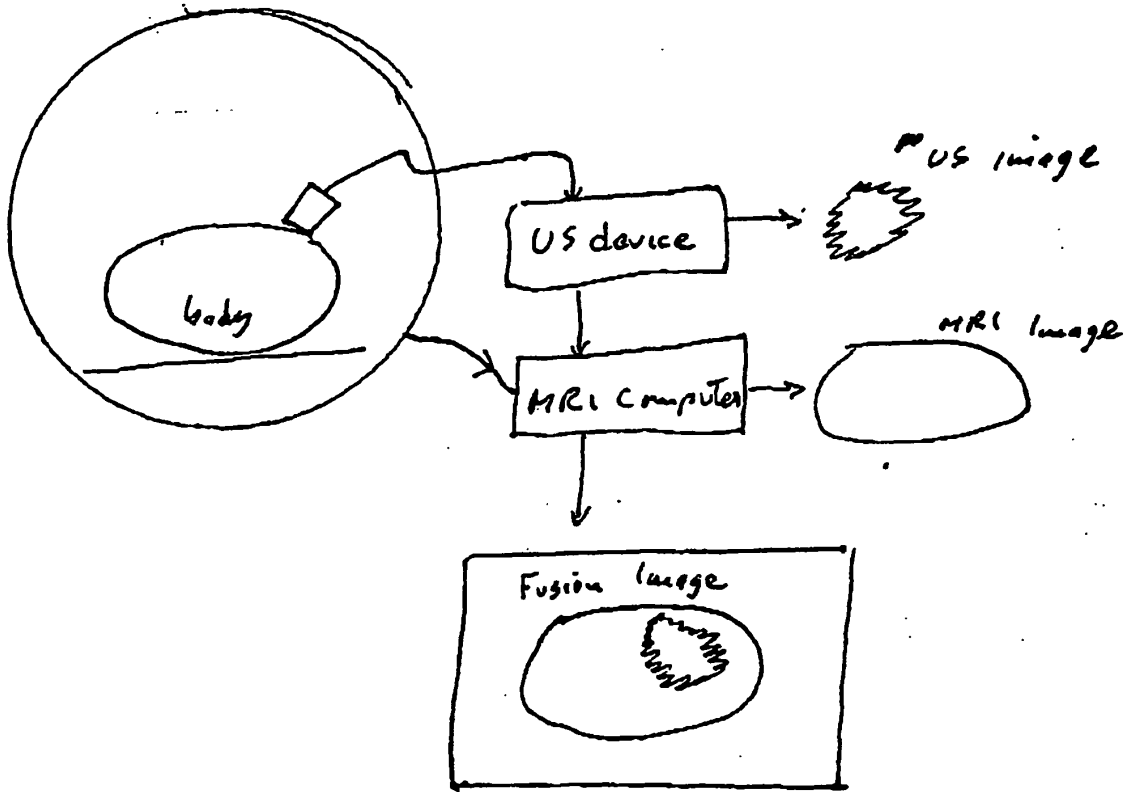 US image
US device
body
MRI Image
MRI Computer
Fusion Image